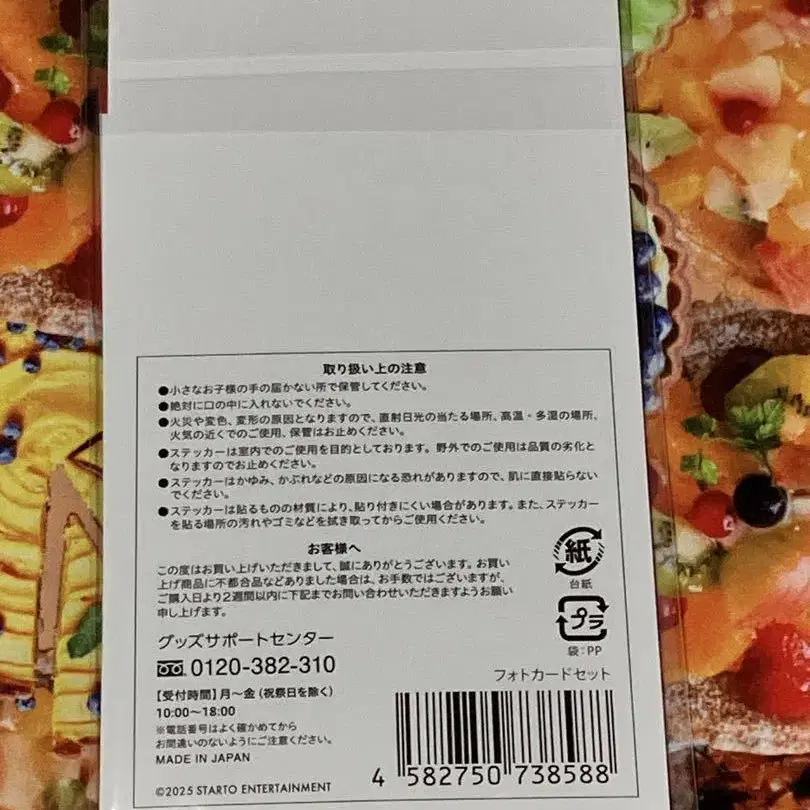 取り扱い上の注意
●小さなお子様の手の届かない所で保管してください。
●絶対に口の中に入れないでください。
●火災や変色、変形の原因となりますので、直射日光の当たる場所、高温・多湿の場所、
火気の近くでのご使用、保管はお止めください。
●ステッカーは室内でのご使用を目的としております。野外でのご使用は品質の劣化と
なりますのでお止めください。
●ステッカーはかゆみ、かぶれなどの原因になる恐れがありますので、肌に直接貼らない
でください。
●ステッカーは貼るものの材質により、貼り付きにくい場合があります。また、ステッカー
を貼る場所の汚れやゴミなどを拭き取ってからご使用ください。
お客様へ
この度はお買い上げいただきまして、誠にありがとうございます。お買い
上げ商品に不都合品などありました場合は、お手数ではございますが、
ご購入日より2週間以内に下記までお問い合わせいただきますようお願い
申し上げます。
グッズサポートセンター
0120-382-310
【受付時間】月〜金（祝祭日を除く）
10:00〜18:00
※電話番号はよく確かめてから
お間違いのないようにご注意ください。
MADE IN JAPAN
©2025 STARTO ENTERTAINMENT
紙
台紙
プラ
袋:PP
フォトカードセット
4 582750 738588